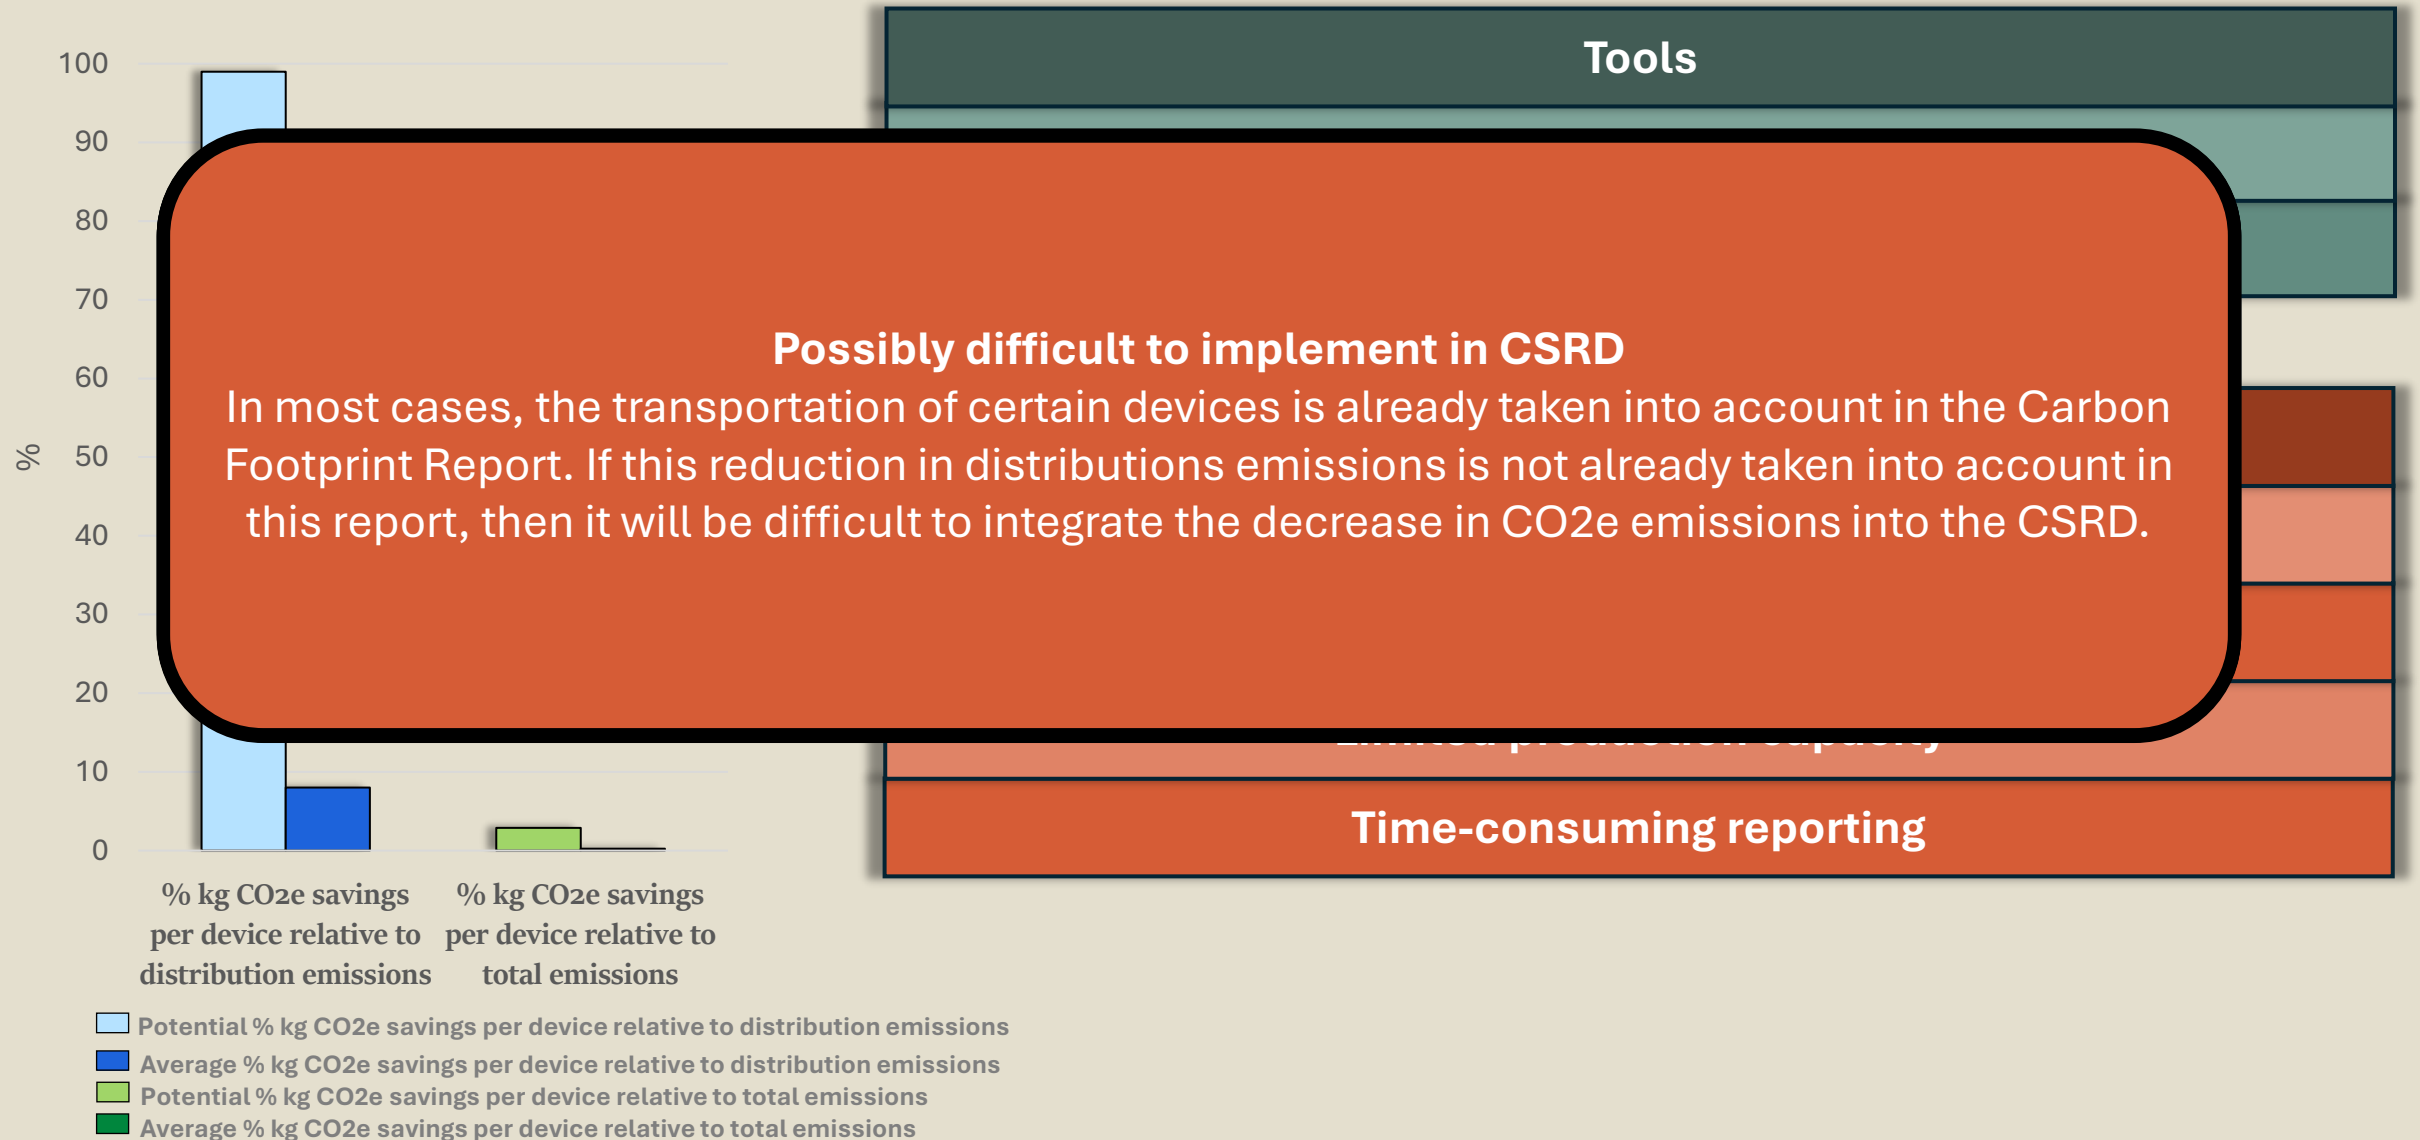 Tools
100
90
80
70
60
50
40
30
20
10
0
%
Possibly difficult to implement in CSRD
In most cases, the transportation of certain devices is already taken into account in the Carbon
Footprint Report. If this reduction in distributions emissions is not already taken into account in
this report, then it will be difficult to integrate the decrease in CO2e emissions into the CSRD.
Limited production capacity
Time-consuming reporting
% kg CO2e savings
per device relative to
distribution emissions
% kg CO2e savings
per device relative to
total emissions
Potential % kg CO2e savings per device relative to distribution emissions
Average % kg CO2e savings per device relative to distribution emissions
Potential % kg CO2e savings per device relative to total emissions
Average % kg CO2e savings per device relative to total emissions